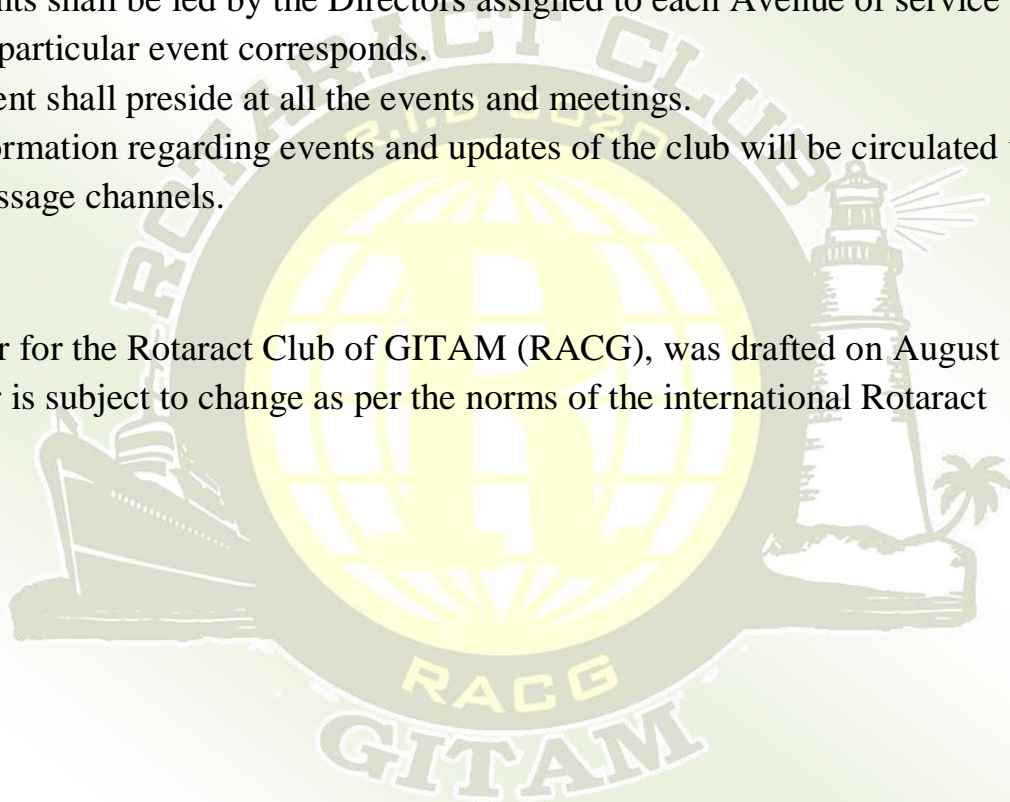 nts shall be led by the Directors assigned to each Avenue of service
particular event corresponds.
ent shall preside at all the events and meetings.
ormation regarding events and updates of the club will be circulated
ssage channels.
r for the Rotaract Club of GITAM (RACG), was drafted on August
r is subject to change as per the norms of the international Rotaract
ROTARACT CLUB
R.I.D 3020
RACG
GITAM